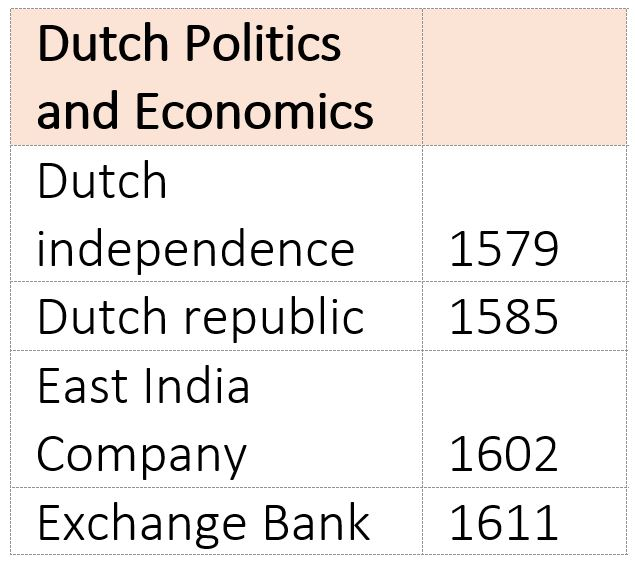 Dutch Politics
and Economics
Dutch
independence 1579
Dutch republic 1585
East India
Company 1602
Exchange Bank 1611